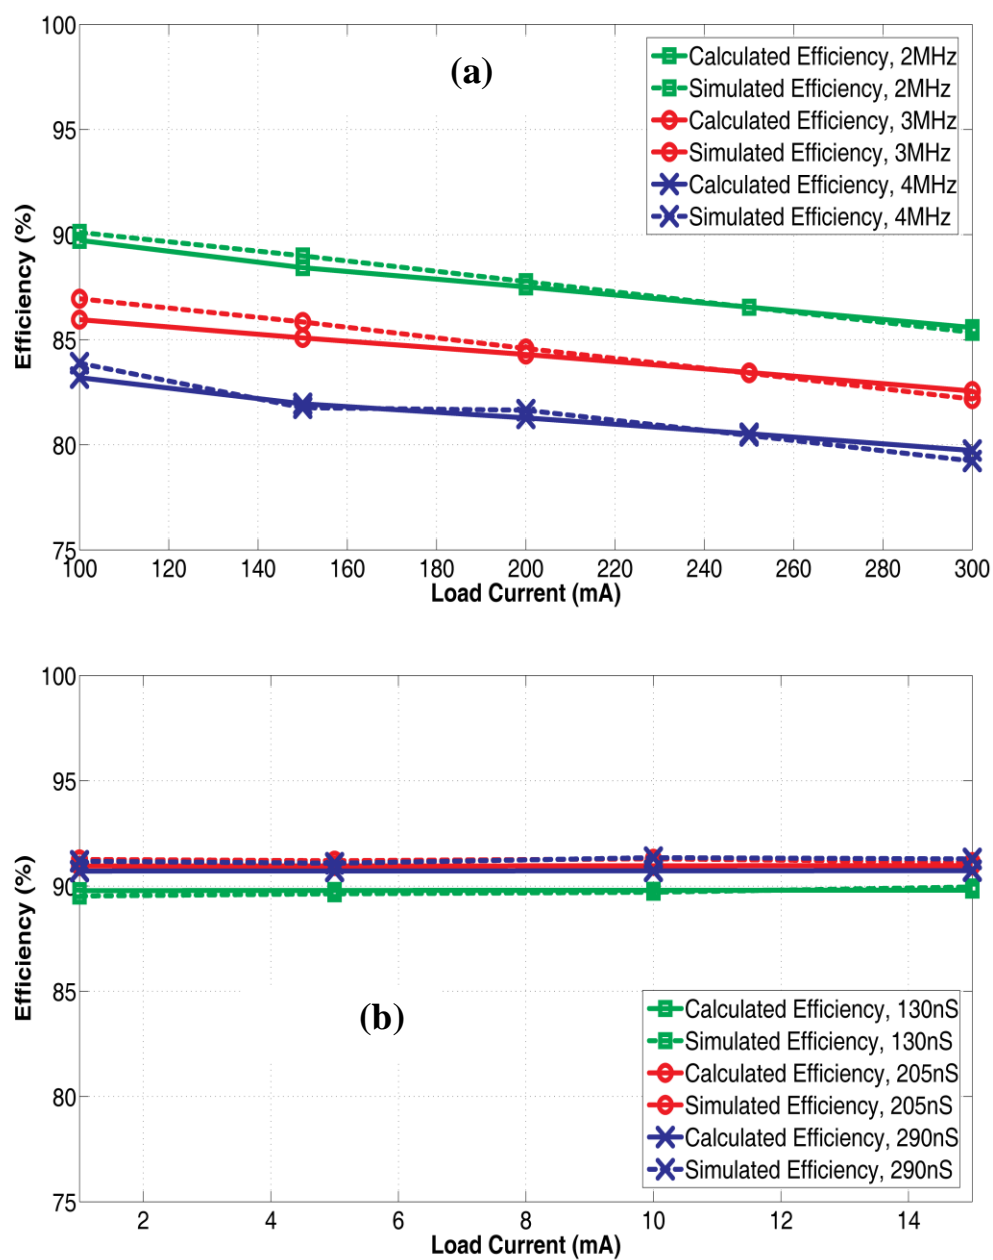 100
95
90
85
80
75
Efficiency (%)
(a)
Calculated Efficiency, 2MHz
Simulated Efficiency, 2MHz
Calculated Efficiency, 3MHz
Simulated Efficiency, 3MHz
Calculated Efficiency, 4MHz
Simulated Efficiency, 4MHz
100 120 140 160 180 200 220 240 260 280 300
Load Current (mA)
100
95
90
85
80
75
Efficiency (%)
(b)
Calculated Efficiency, 130nS
Simulated Efficiency, 130nS
Calculated Efficiency, 205nS
Simulated Efficiency, 205nS
Calculated Efficiency, 290nS
Simulated Efficiency, 290nS
2 4 6 8 10 12 14
Load Current (mA)